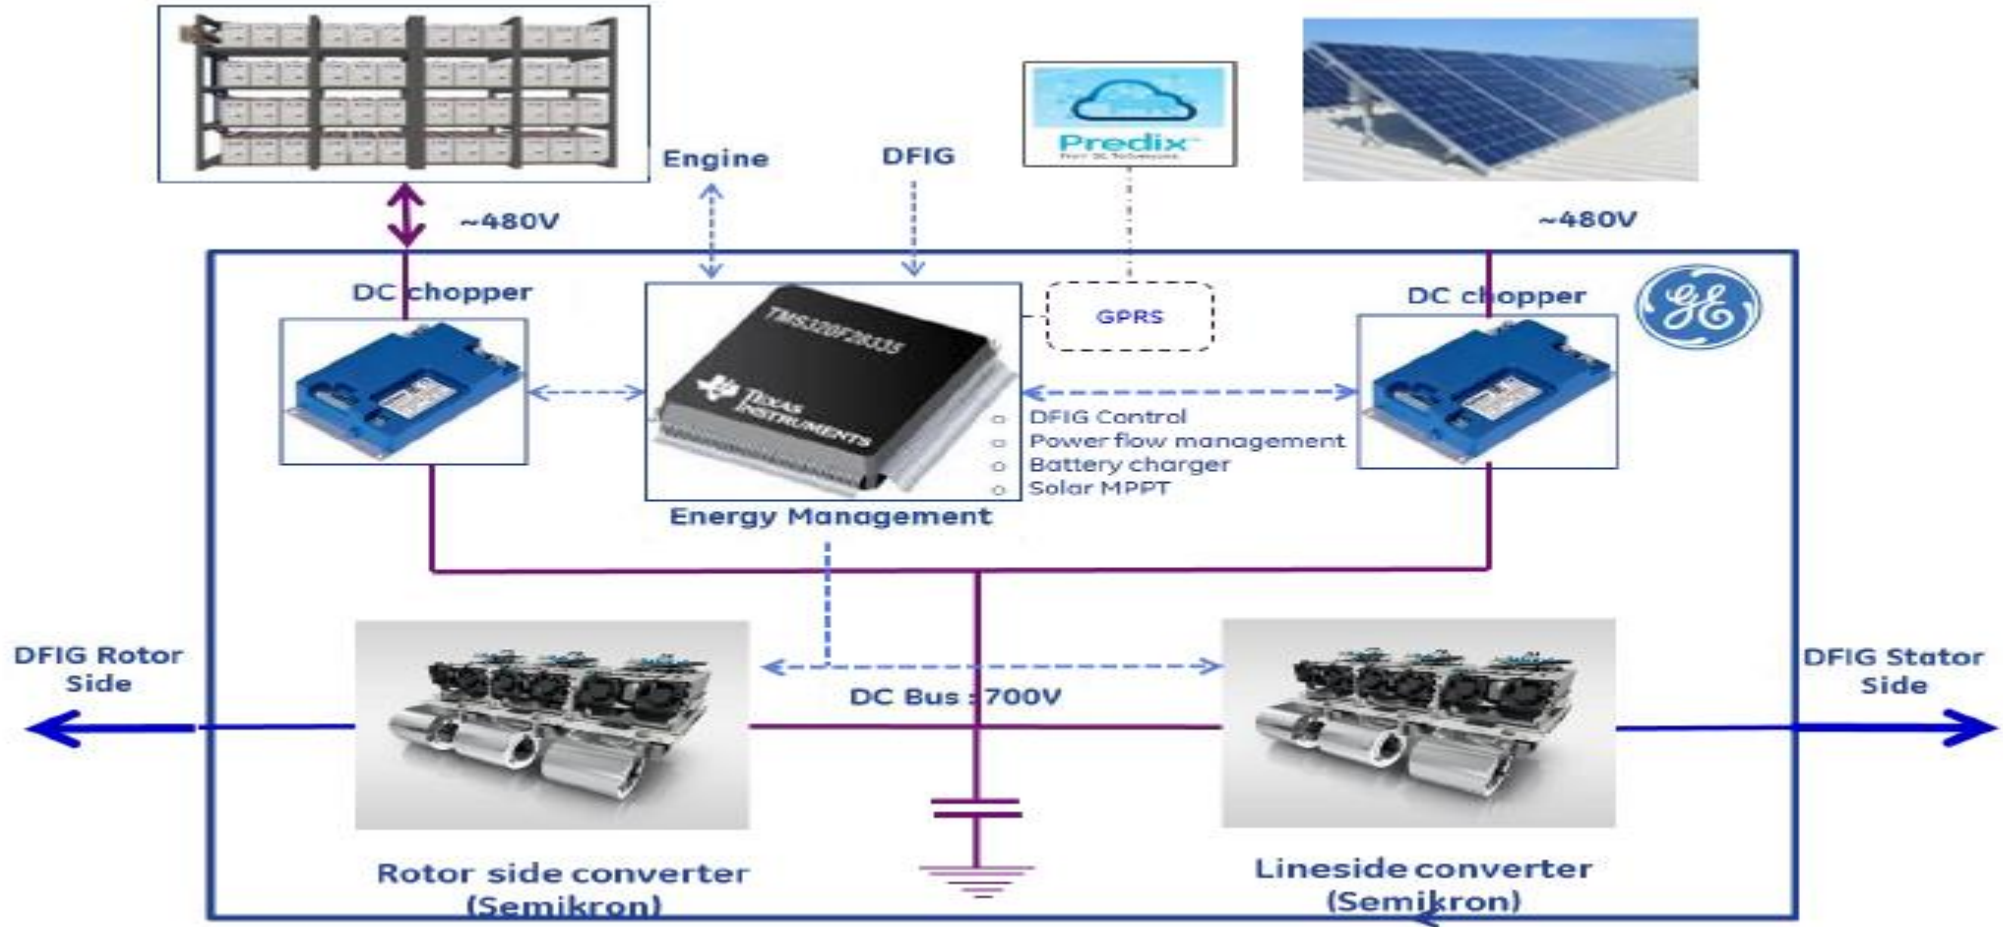 Engine
DFIG
Predix
~480V
~480V
DC chopper
DC chopper
GE
TMS320F28335
TEXAS
INSTRUMENTS
GPRS
○ DFIG Control
○ Power flow management
○ Battery charger
○ Solar MPPT
Energy Management
DFIG Rotor
Side
DC Bus : 700V
DFIG Stator
Side
Rotor side converter
(Semikron)
Lineside converter
(Semikron)